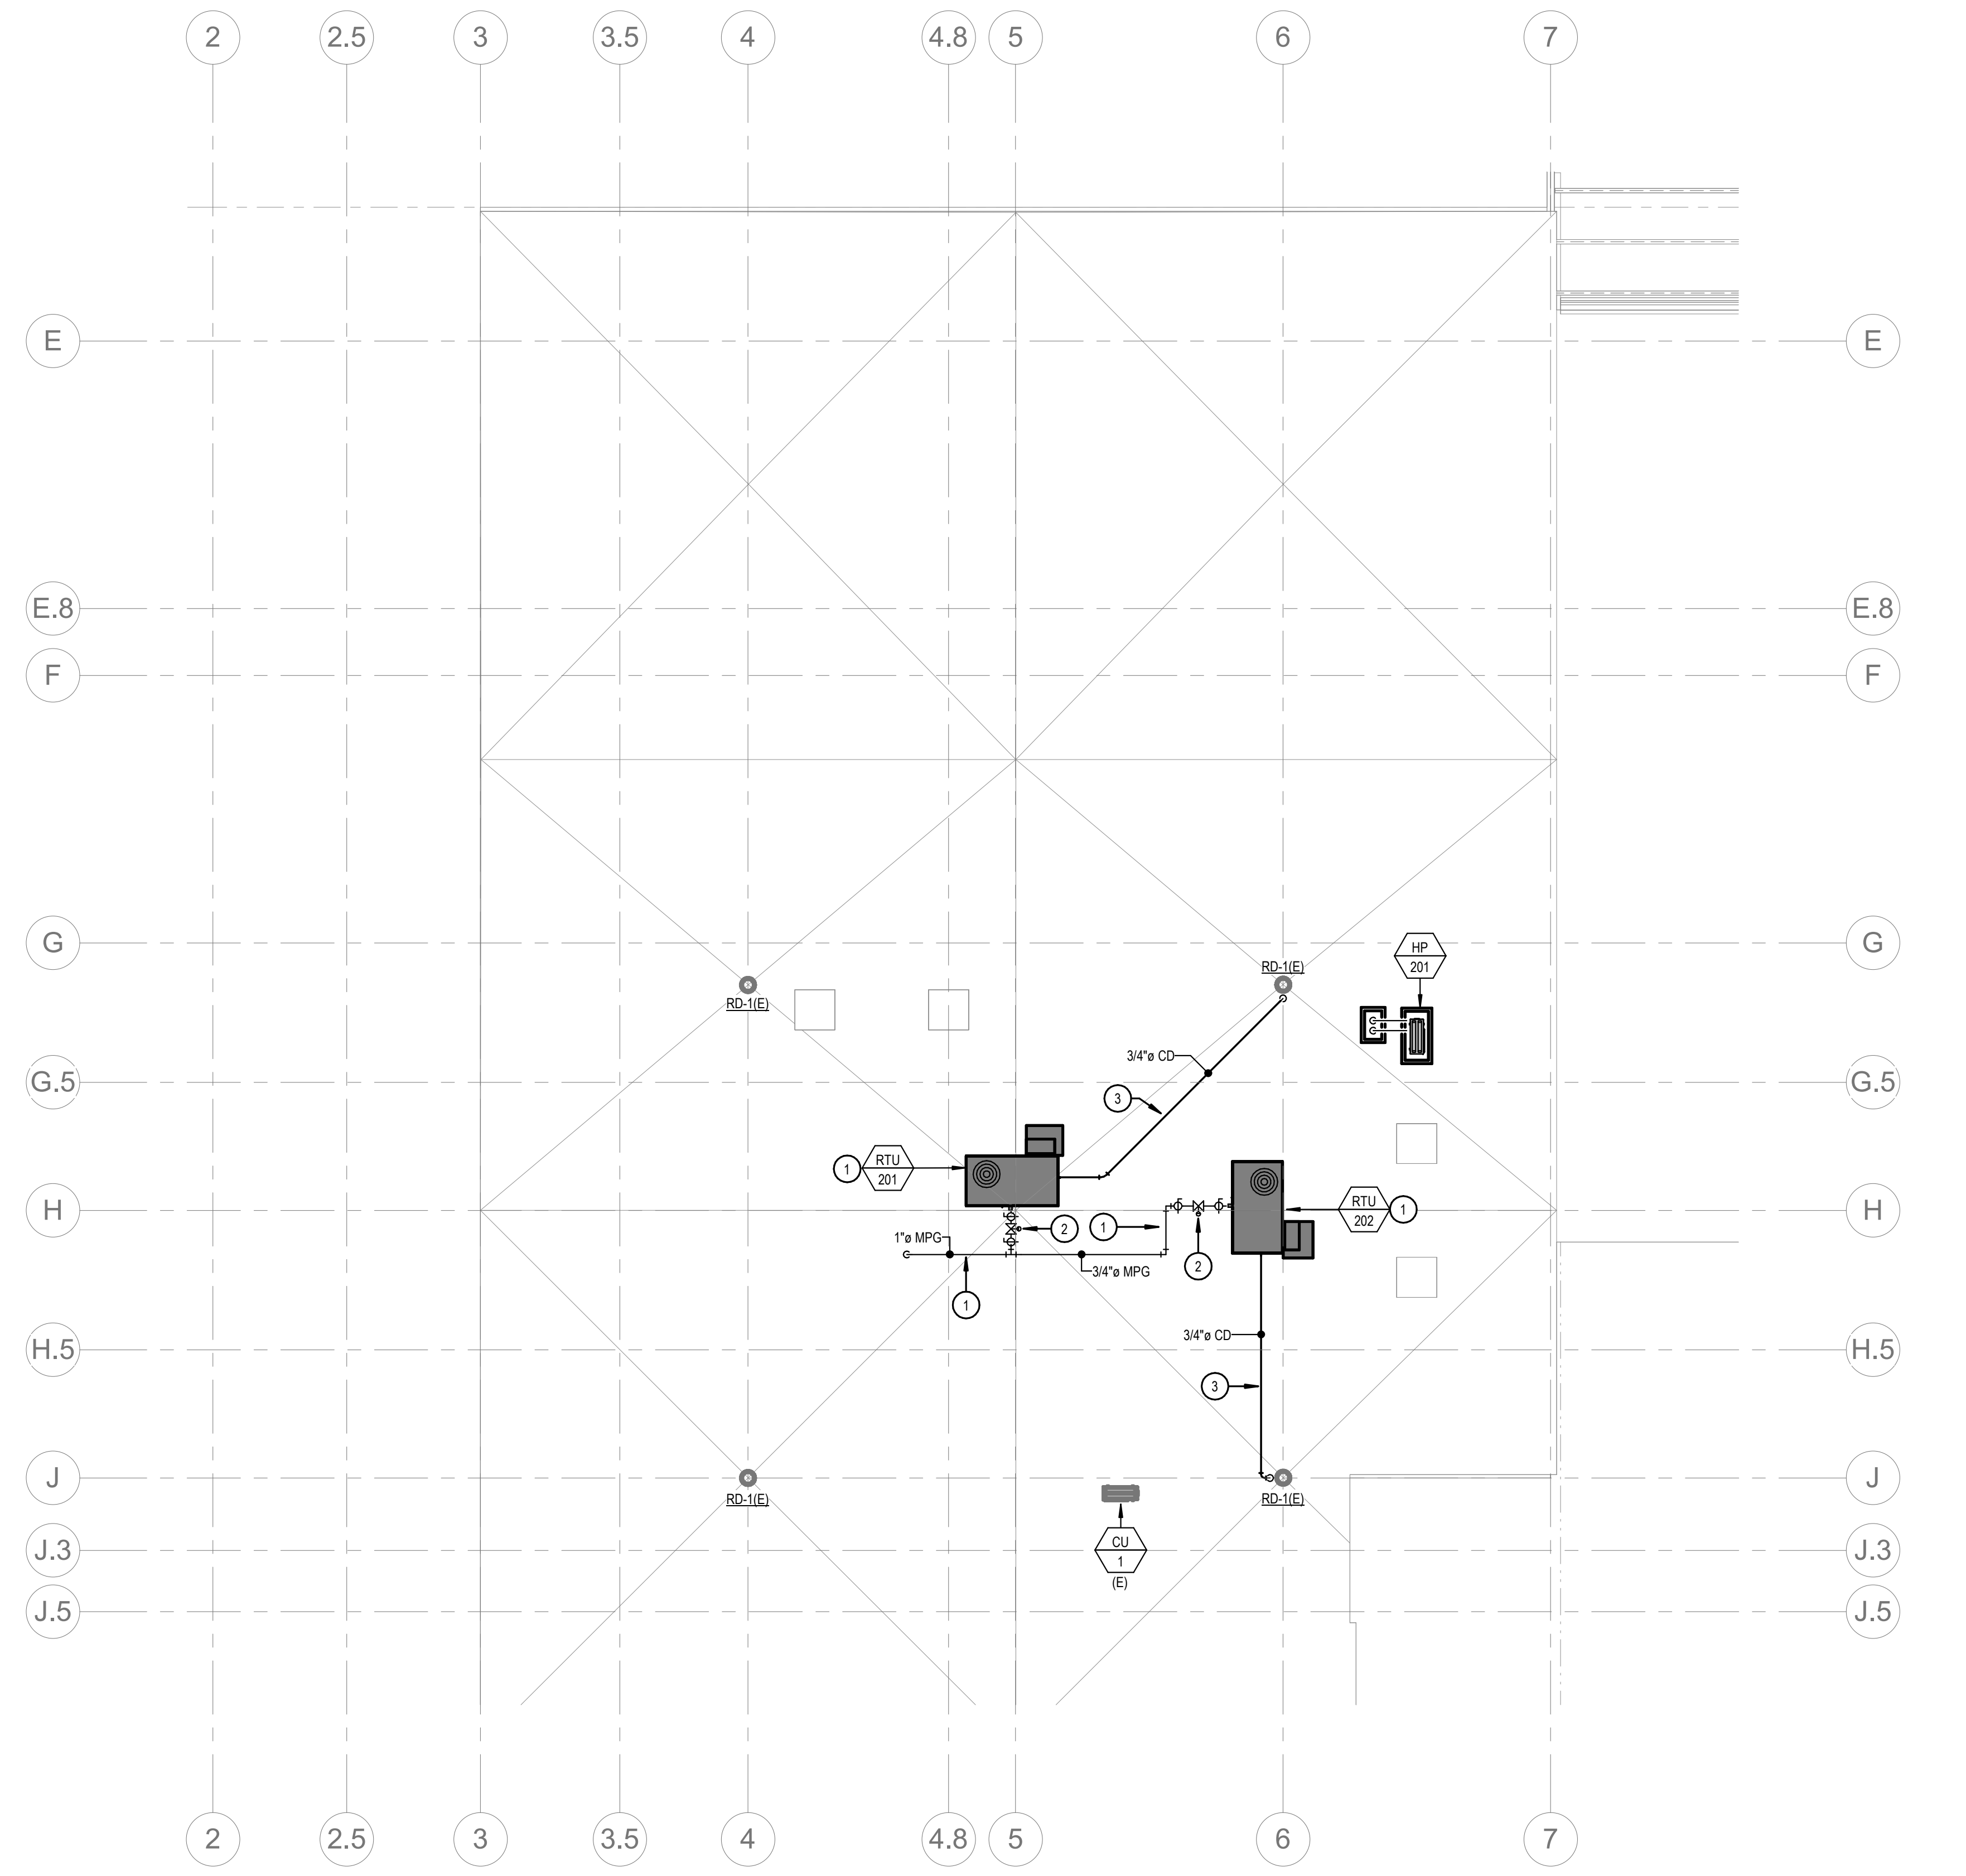 2 2.5 3 3.5 4 4.8 5 6 7
E E
E.8 E.8
F F
G G
HP
201
RD-1(E)
RD-1(E)
3/4"ø CD
G.5 G.5
3
1
RTU
201
RTU
202
1
H H
1
2
1"ø MPG
3/4"ø MPG
2
1
3/4"ø CD
H.5 H.5
3
J J
RD-1(E)
RD-1(E)
CU
1
(E)
J.3 J.3
J.5 J.5
2 2.5 3 3.5 4 4.8 5 6 7